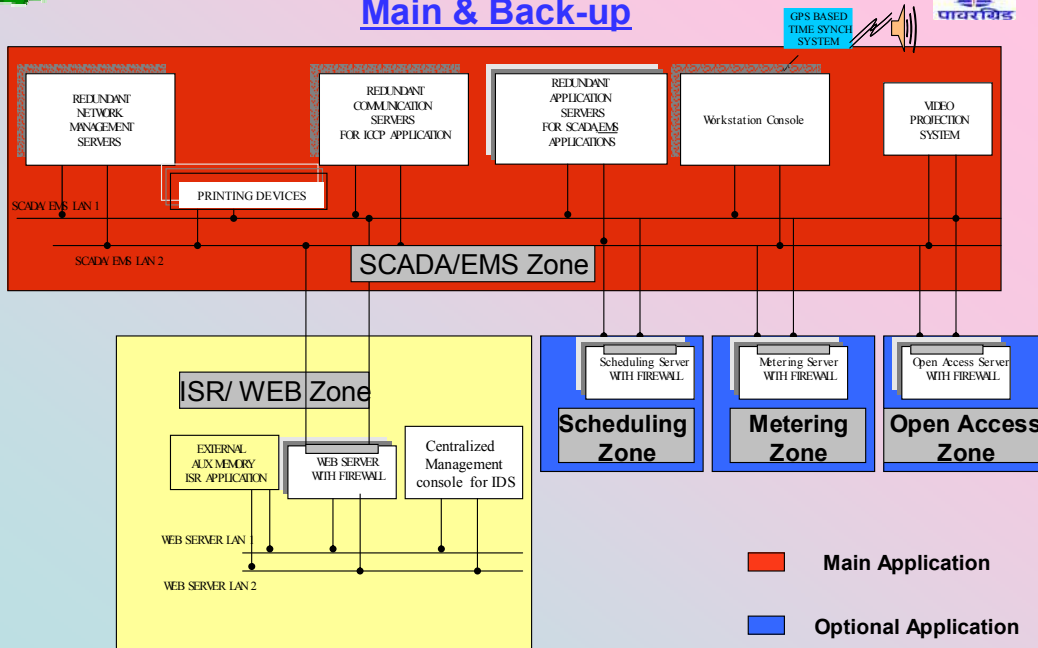 Main & Back-up
GPS BASED
TIME SYNCH
SYSTEM
पावरग्रिड
REDUNDANT
NETWORK
MANAGEMENT
SERVERS
REDUNDANT
COMMUNICATION
SERVERS
FOR ICCP APPLICATION
REDUNDANT
APPLICATION
SERVERS
FOR SCADA,EMS
APPLICATIONS
Workstation Console
VIDEO
PROJECTION
SYSTEM
PRINTING DEVICES
SCADA/ EMS LAN 1
SCADA/ EMS LAN 2
SCADA/EMS Zone
Scheduling Server
WITH FIREWALL
Metering Server
WITH FIREWALL
Open Access Server
WITH FIREWALL
Scheduling
Zone
Metering
Zone
Open Access
Zone
ISR/ WEB Zone
EXTERNAL
AUX MEMORY
ISR APPLICATION
WEB SERVER
WITH FIREWALL
Centralized
Management
console for IDS
WEB SERVER LAN 1
WEB SERVER LAN 2
Main Application
Optional Application